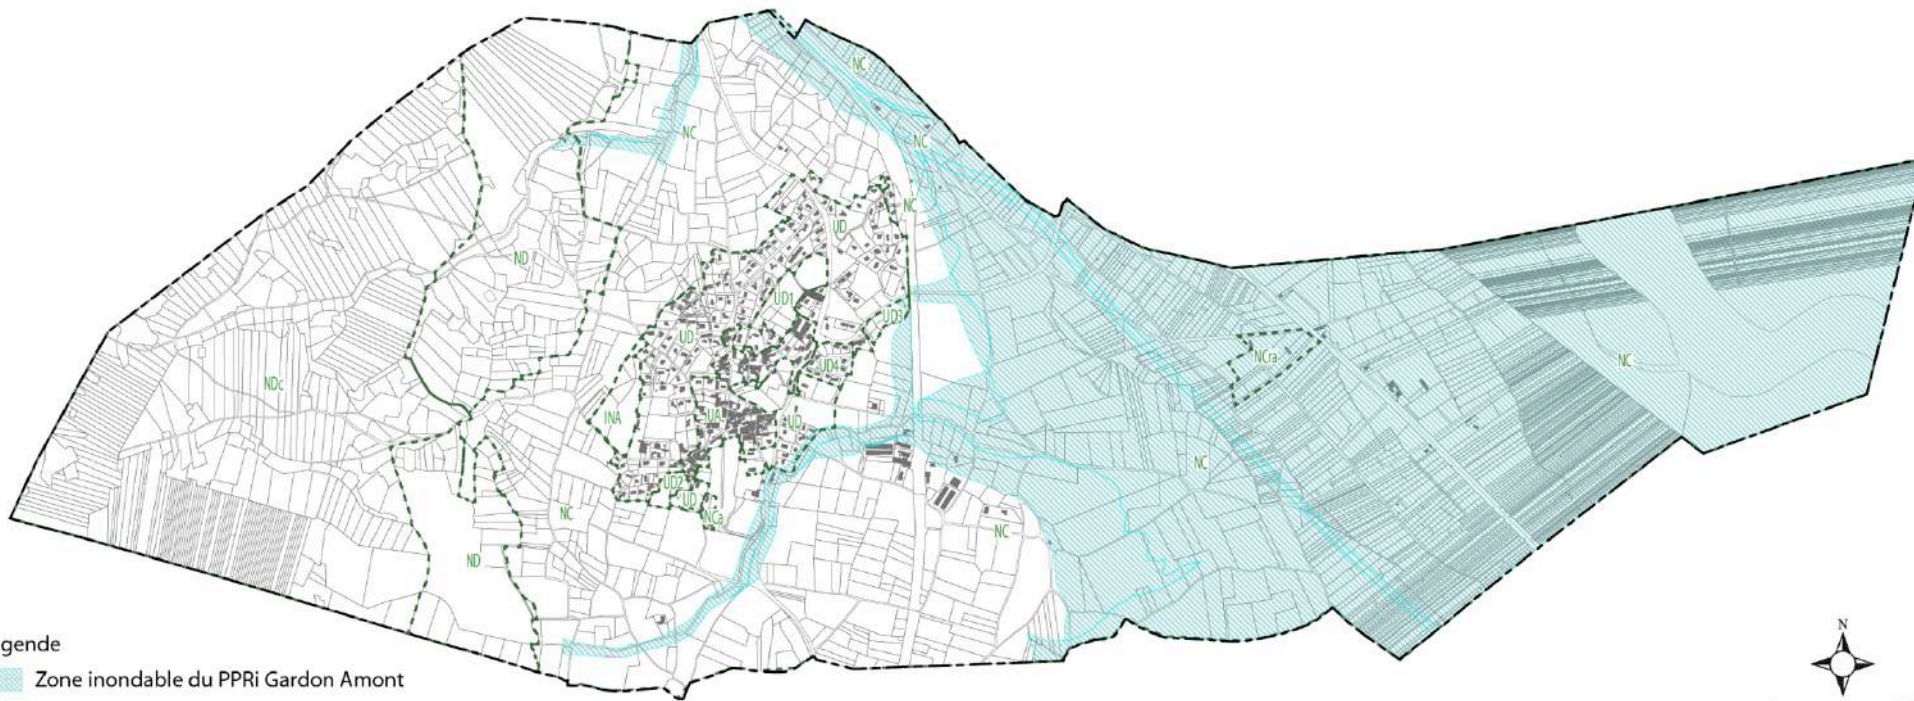 NC
NC
NC
NC
UD
ND
UD1
UD3
UD
NCra
NC
UD4
NDc
INA
UA
UD
NC
UD2
UD
NCa
NC
NC
ND
gende
Zone inondable du PPRi Gardon Amont
N